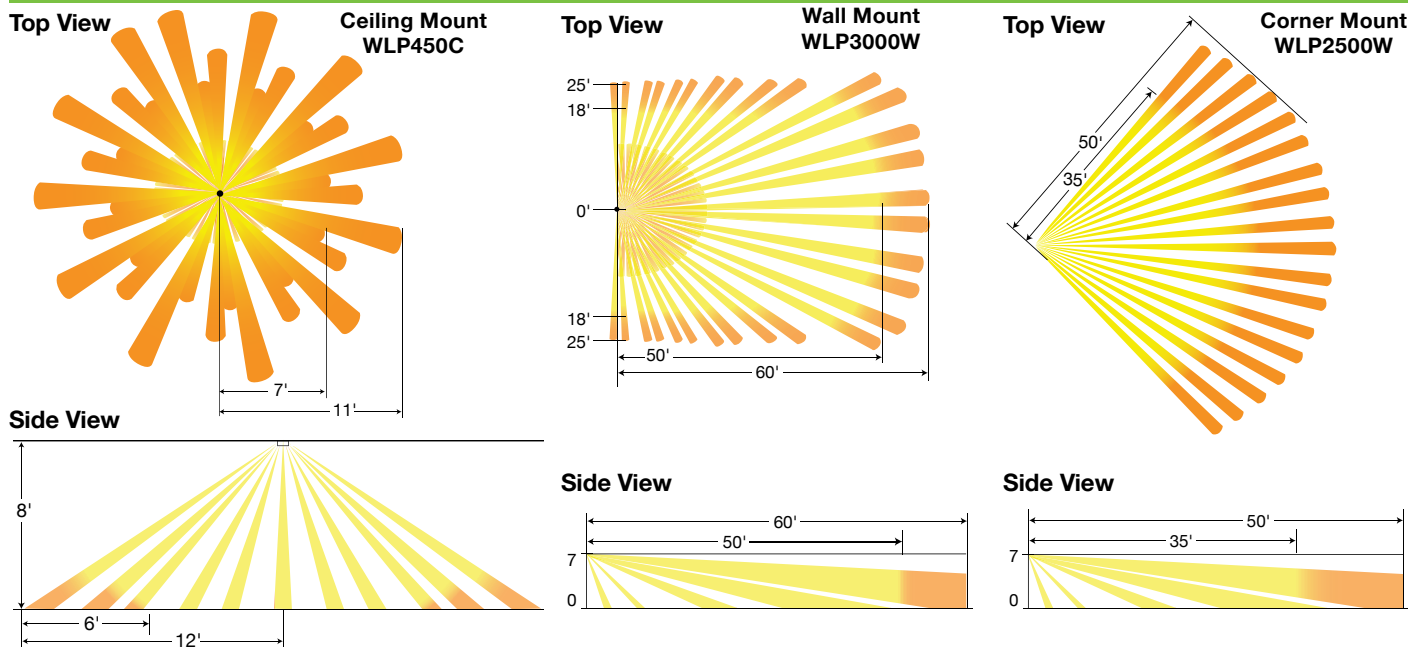 Top View
Ceiling Mount
WLP450C
7'
11'
Side View
8'
6'
12'
Top View
Wall Mount
WLP3000W
25'
18'
0'
18'
25'
50'
60'
Side View
60'
50'
7
0
Top View
Corner Mount
WLP2500W
50'
35'
Side View
50'
35'
7
0